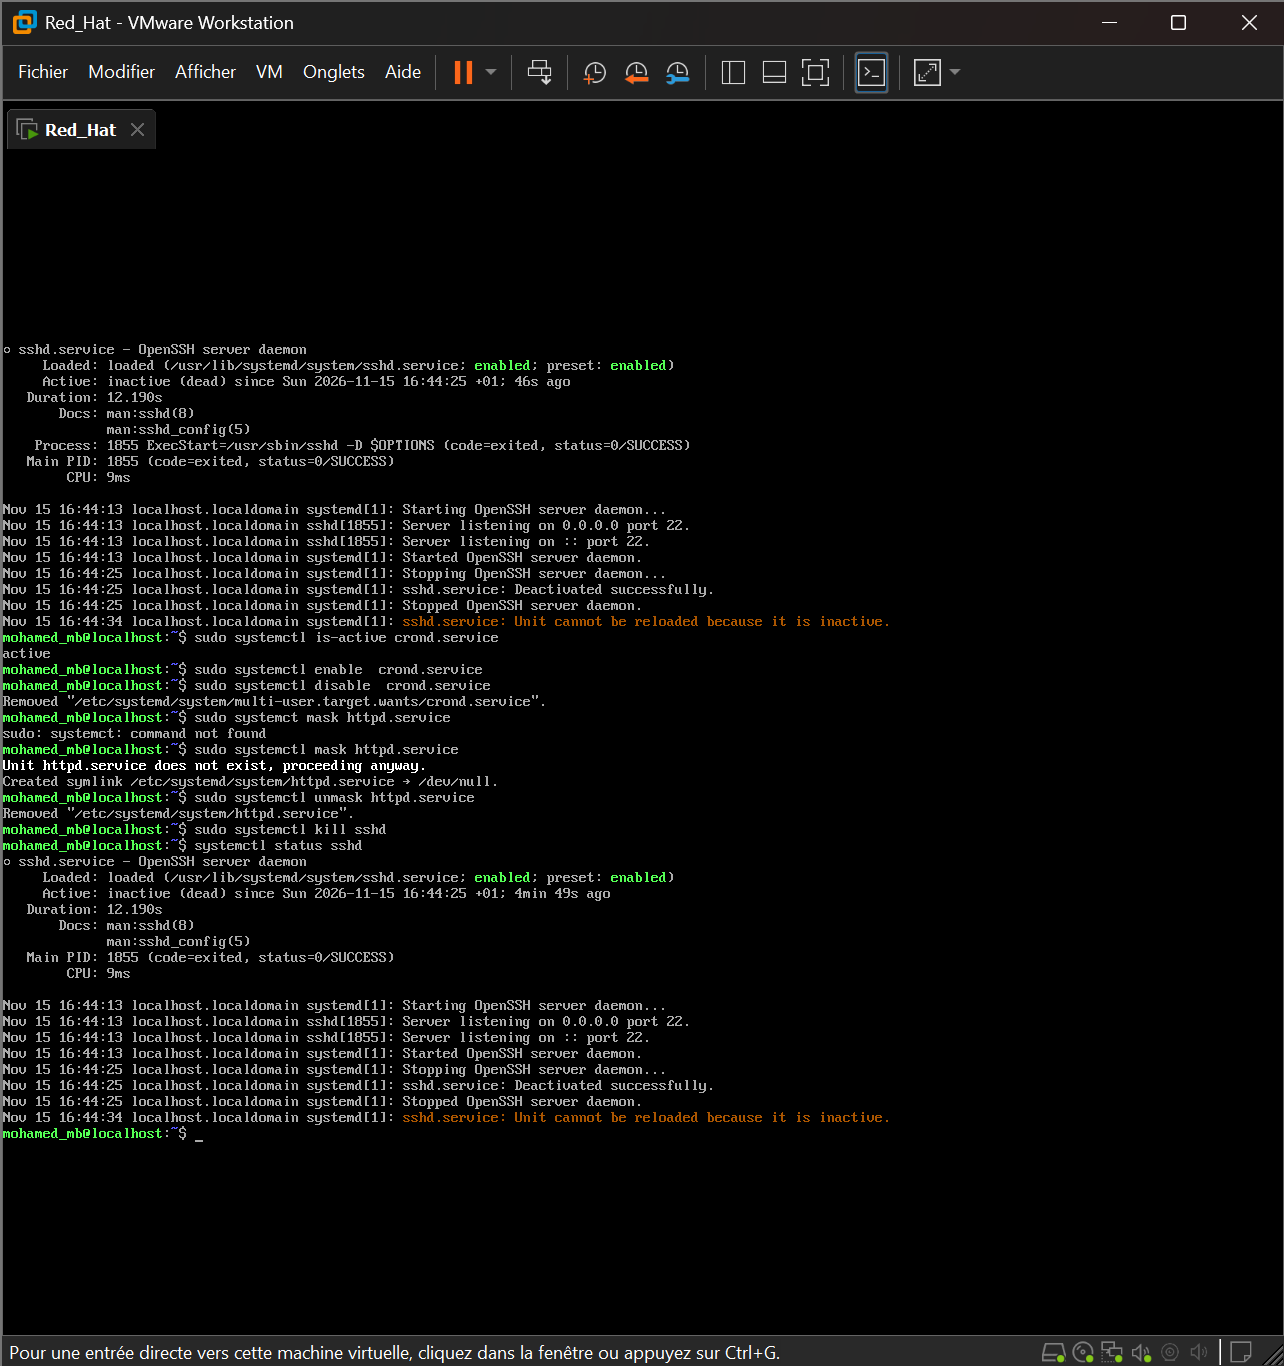 Red_Hat - VMware Workstation
Fichier Modifier Afficher VM Onglets Aide
Red_Hat
○ sshd.service - OpenSSH server daemon
Loaded: loaded (/usr/lib/systemd/system/sshd.service; enabled; preset: enabled)
Active: inactive (dead) since Sun 2026-11-15 16:44:25 +01; 46s ago
Duration: 12.190s
Docs: man:sshd(8)
man:sshd_config(5)
Process: 1855 ExecStart=/usr/sbin/sshd -D $OPTIONS (code=exited, status=0/SUCCESS)
Main PID: 1855 (code=exited, status=0/SUCCESS)
CPU: 9ms
Nov 15 16:44:13 localhost.localdomain systemd[1]: Starting OpenSSH server daemon...
Nov 15 16:44:13 localhost.localdomain sshd[1855]: Server listening on 0.0.0.0 port 22.
Nov 15 16:44:13 localhost.localdomain sshd[1855]: Server listening on :: port 22.
Nov 15 16:44:13 localhost.localdomain systemd[1]: Started OpenSSH server daemon.
Nov 15 16:44:25 localhost.localdomain systemd[1]: Stopping OpenSSH server daemon...
Nov 15 16:44:25 localhost.localdomain systemd[1]: sshd.service: Deactivated successfully.
Nov 15 16:44:25 localhost.localdomain systemd[1]: Stopped OpenSSH server daemon.
Nov 15 16:44:34 localhost.localdomain systemd[1]: sshd.service: Unit cannot be reloaded because it is inactive.
mohamed_mb@localhost:~$ sudo systemctl is-active crond.service
active
mohamed_mb@localhost:~$ sudo systemctl enable  crond.service
mohamed_mb@localhost:~$ sudo systemctl disable  crond.service
Removed "/etc/systemd/system/multi-user.target.wants/crond.service".
mohamed_mb@localhost:~$ sudo systemct mask httpd.service
sudo: systemct: command not found
mohamed_mb@localhost:~$ sudo systemctl mask httpd.service
Unit httpd.service does not exist, proceeding anyway.
Created symlink /etc/systemd/system/httpd.service → /dev/null.
mohamed_mb@localhost:~$ sudo systemctl unmask httpd.service
Removed "/etc/systemd/system/httpd.service".
mohamed_mb@localhost:~$ sudo systemctl kill sshd
mohamed_mb@localhost:~$ systemctl status sshd
○ sshd.service - OpenSSH server daemon
Loaded: loaded (/usr/lib/systemd/system/sshd.service; enabled; preset: enabled)
Active: inactive (dead) since Sun 2026-11-15 16:44:25 +01; 4min 49s ago
Duration: 12.190s
Docs: man:sshd(8)
man:sshd_config(5)
Main PID: 1855 (code=exited, status=0/SUCCESS)
CPU: 9ms
Nov 15 16:44:13 localhost.localdomain systemd[1]: Starting OpenSSH server daemon...
Nov 15 16:44:13 localhost.localdomain sshd[1855]: Server listening on 0.0.0.0 port 22.
Nov 15 16:44:13 localhost.localdomain sshd[1855]: Server listening on :: port 22.
Nov 15 16:44:13 localhost.localdomain systemd[1]: Started OpenSSH server daemon.
Nov 15 16:44:25 localhost.localdomain systemd[1]: Stopping OpenSSH server daemon...
Nov 15 16:44:25 localhost.localdomain systemd[1]: sshd.service: Deactivated successfully.
Nov 15 16:44:25 localhost.localdomain systemd[1]: Stopped OpenSSH server daemon.
Nov 15 16:44:34 localhost.localdomain systemd[1]: sshd.service: Unit cannot be reloaded because it is inactive.
mohamed_mb@localhost:~$ _
Pour une entrée directe vers cette machine virtuelle, cliquez dans la fenêtre ou appuyez sur Ctrl+G.